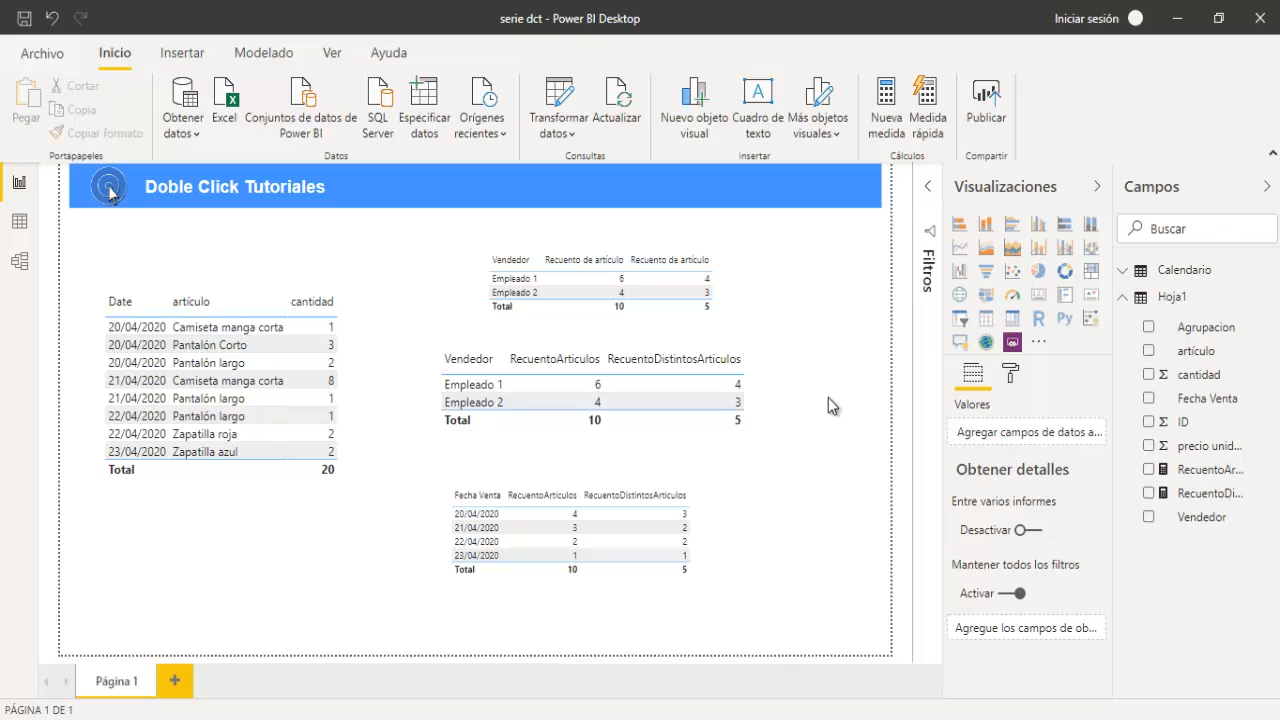 serie dct - Power BI Desktop
Iniciar sesión
Archivo Inicio Insertar Modelado Ver Ayuda
Pegar
Cortar
Copia
Copiar formato
Portapapeles
Obtener datos
Excel
Conjuntos de datos de Power BI
SQL Server
Especificar datos
Orígenes recientes
Datos
Transformar datos
Actualizar
Consultas
Nuevo objeto visual
Cuadro de texto
Más objetos visuales
Insertar
Nueva medida
Medida rápida
Cálculos
Publicar
Compartir
Doble Click Tutoriales
Date artículo cantidad
20/04/2020 Camiseta manga corta 1
20/04/2020 Pantalón Corto 3
20/04/2020 Pantalón largo 2
21/04/2020 Camiseta manga corta 8
21/04/2020 Pantalón largo 1
22/04/2020 Pantalón largo 1
22/04/2020 Zapatilla roja 2
23/04/2020 Zapatilla azul 2
Total 20
Vendedor Recuento de artículo Recuento de artículo
Empleado 1 6 4
Empleado 2 4 3
Total 10 5
Vendedor RecuentoArticulos RecuentoDistintosArticulos
Empleado 1 6 4
Empleado 2 4 3
Total 10 5
Fecha Venta RecuentoArticulos RecuentoDistintosArticulos
20/04/2020 4 3
21/04/2020 3 2
22/04/2020 2 2
23/04/2020 1 1
Total 10 5
Filtros
Visualizaciones
R Py
Valores
Agregar campos de datos a...
Obtener detalles
Entre varios informes
Desactivar
Mantener todos los filtros
Activar
Agregue los campos de ob...
Campos
Buscar
Calendario
Hoja1
Agrupacion
artículo
Σ cantidad
Fecha Venta
Σ ID
Σ precio unid...
RecuentoAr...
RecuentoDi...
Vendedor
Página 1
PÁGINA 1 DE 1